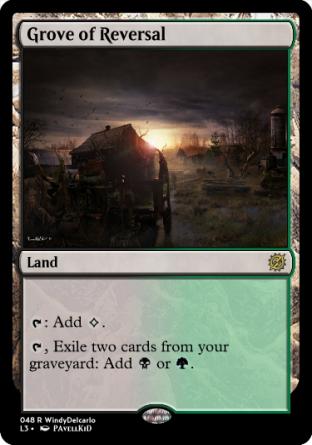 Grove of Reversal
Land
: Add .
, Exile two cards from your
graveyard: Add or .
048 R WindyDelcarlo
L3 • PavellKiD